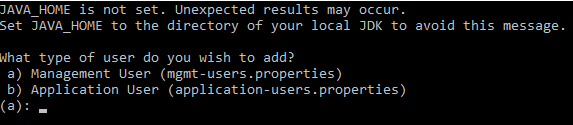 JAVA_HOME is not set. Unexpected results may occur.
Set JAVA_HOME to the directory of your local JDK to avoid this message.
What type of user do you wish to add?
a) Management User (mgmt-users.properties)
b) Application User (application-users.properties)
(a):